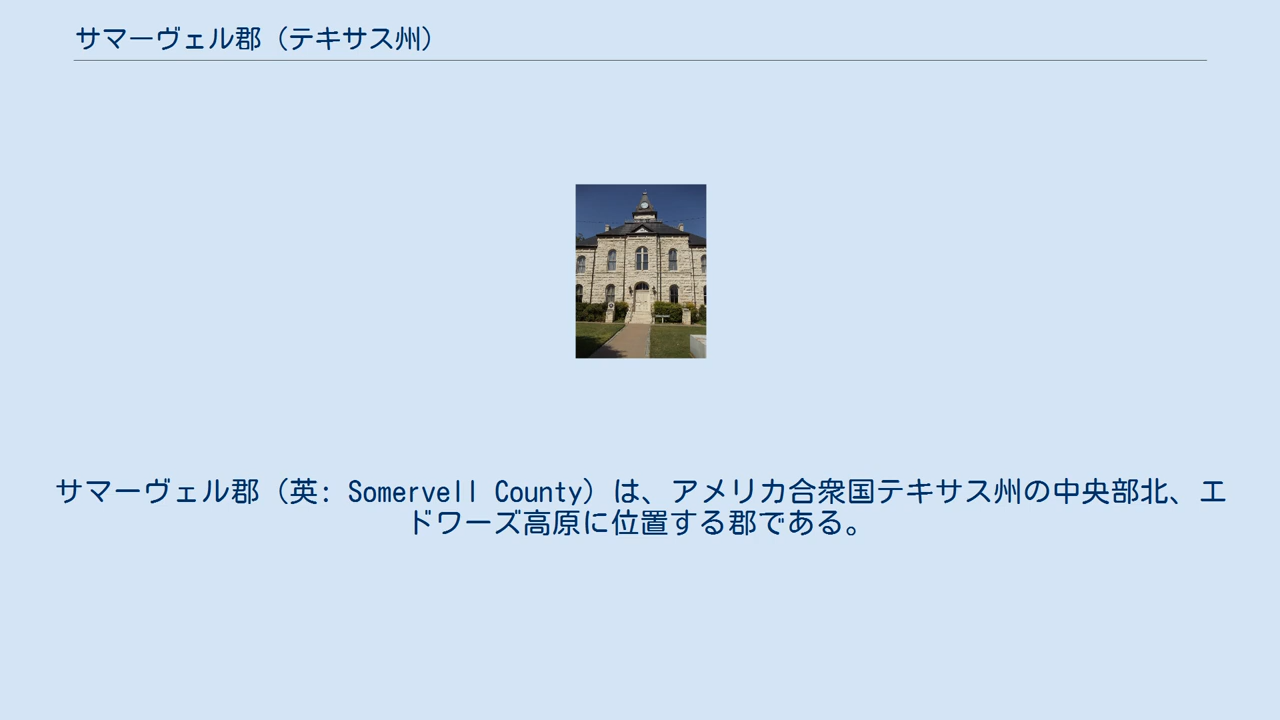 サマーヴェル郡（テキサス州）
サマーヴェル郡（英: Somervell County）は、アメリカ合衆国テキサス州の中央部北、エ
ドワーズ高原に位置する郡である。